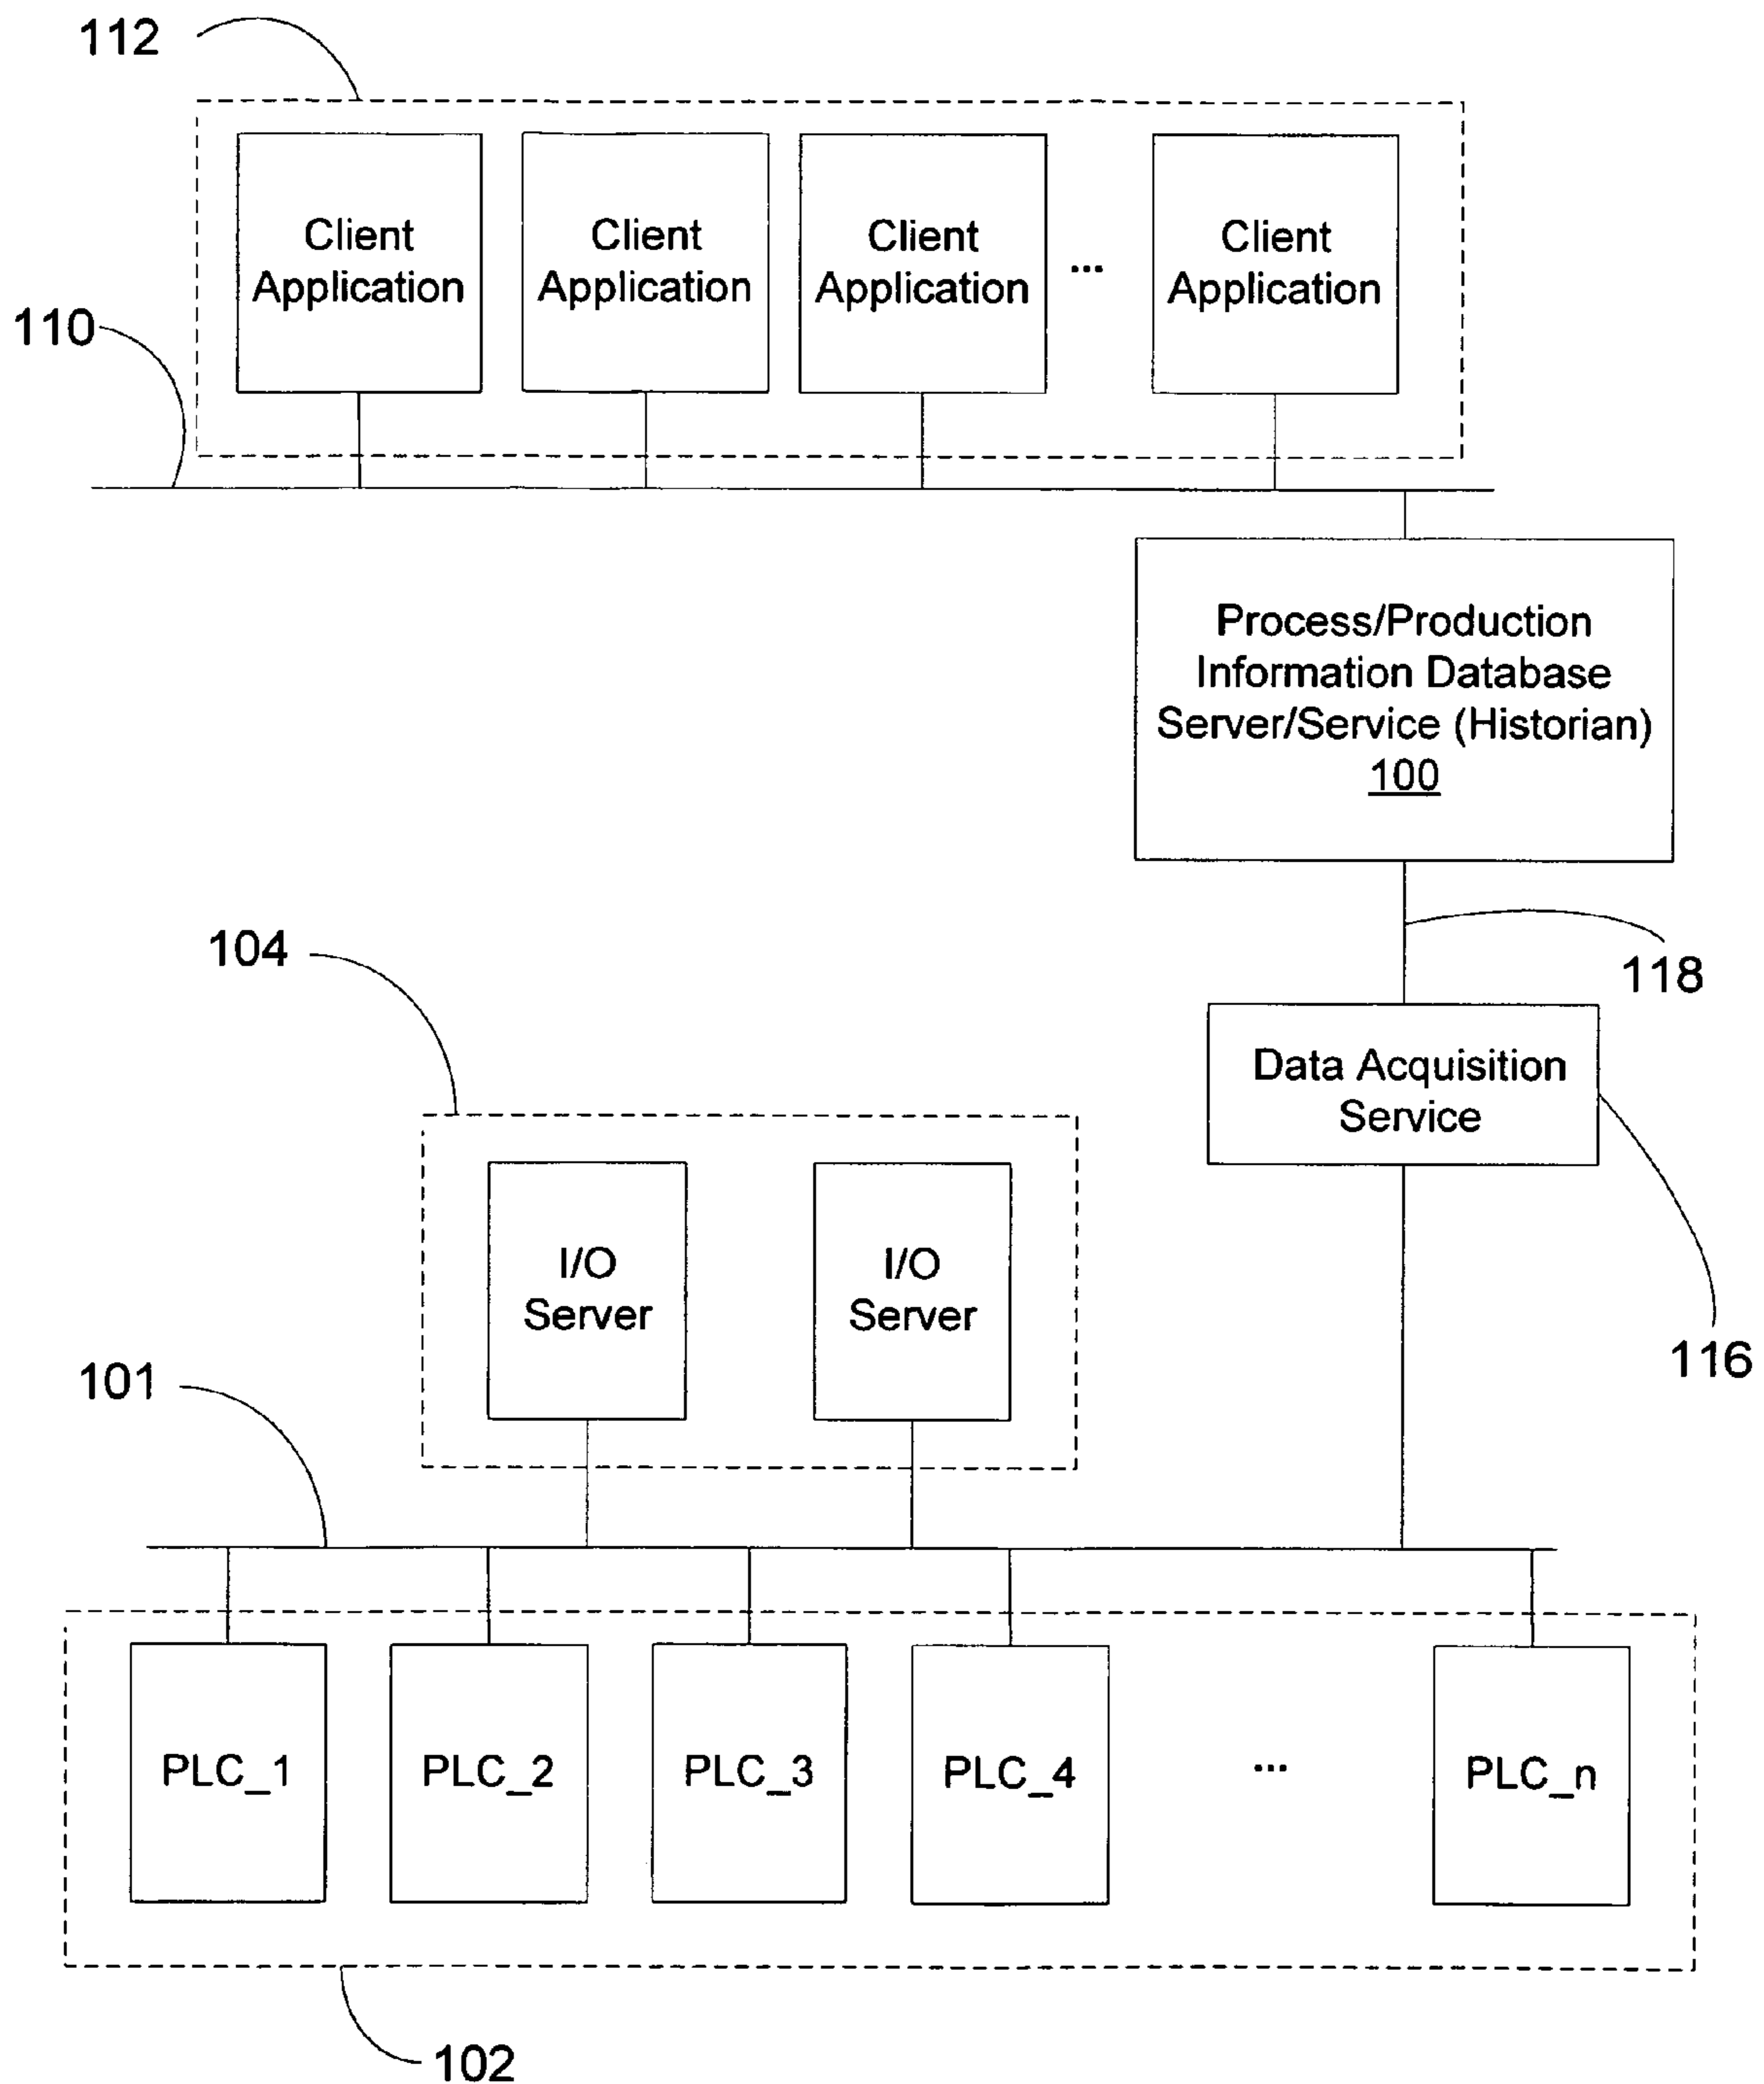 112
Client
Application
Client
Application
Client
Application
...
Client
Application
110
Process/Production
Information Database
Server/Service (Historian)
100
118
104
Data Acquisition
Service
I/O
Server
I/O
Server
116
101
PLC_1
PLC_2
PLC_3
PLC_4
...
PLC_n
102